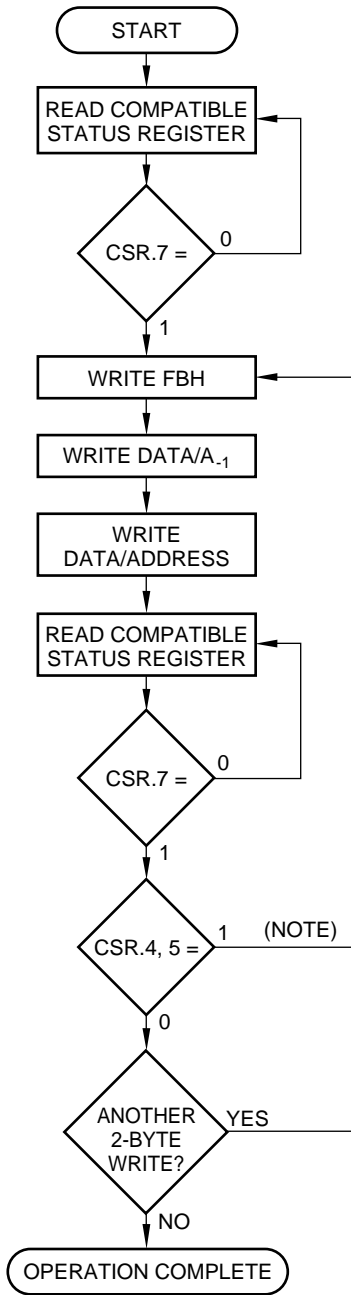 START
READ COMPATIBLE
STATUS REGISTER
CSR.7 =
0
1
WRITE FBH
WRITE DATA/A-1
WRITE
DATA/ADDRESS
READ COMPATIBLE
STATUS REGISTER
CSR.7 =
0
1
CSR.4, 5 =
1
(NOTE)
0
ANOTHER
2-BYTE
WRITE?
YES
NO
OPERATION COMPLETE